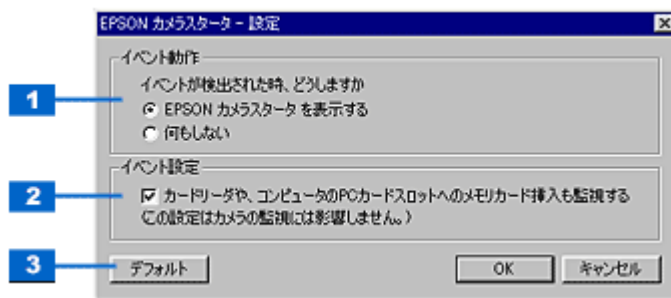 EPSON カメラスタータ - 設定
イベント動作
イベントが検出された時、どうしますか
1
EPSON カメラスタータ を表示する
何もしない
イベント設定
2
カードリーダや、コンピュータのPCカードスロットへのメモリカード挿入も監視する
(この設定はカメラの監視には影響しません。)
3
デフォルト
OK
キャンセル